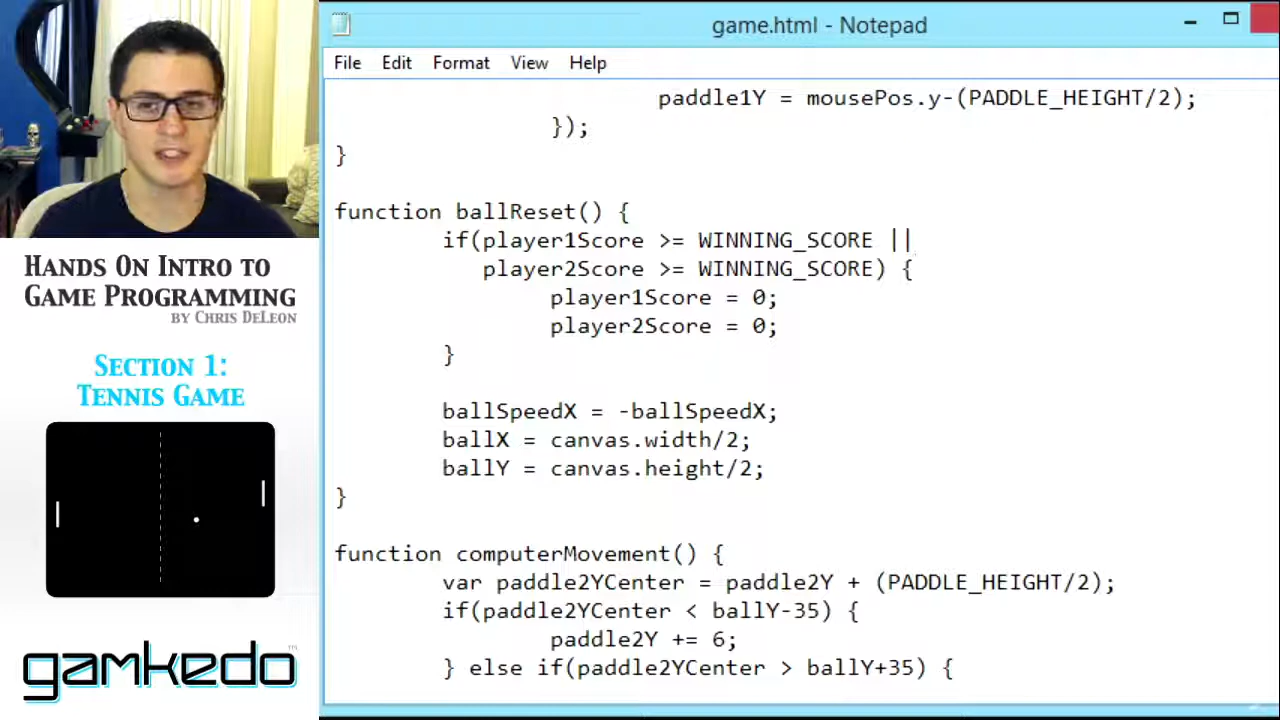 game.html - Notepad
File Edit Format View Help
paddle1Y = mousePos.y-(PADDLE_HEIGHT/2);
});
}
function ballReset() {
if(player1Score >= WINNING_SCORE ||
player2Score >= WINNING_SCORE) {
player1Score = 0;
player2Score = 0;
}
ballSpeedX = -ballSpeedX;
ballX = canvas.width/2;
ballY = canvas.height/2;
}
function computerMovement() {
var paddle2YCenter = paddle2Y + (PADDLE_HEIGHT/2);
if(paddle2YCenter < ballY-35) {
paddle2Y += 6;
} else if(paddle2YCenter > ballY+35) {
Hands On Intro to
Game Programming
by Chris DeLeon
Section 1:
Tennis Game
gamkedo™